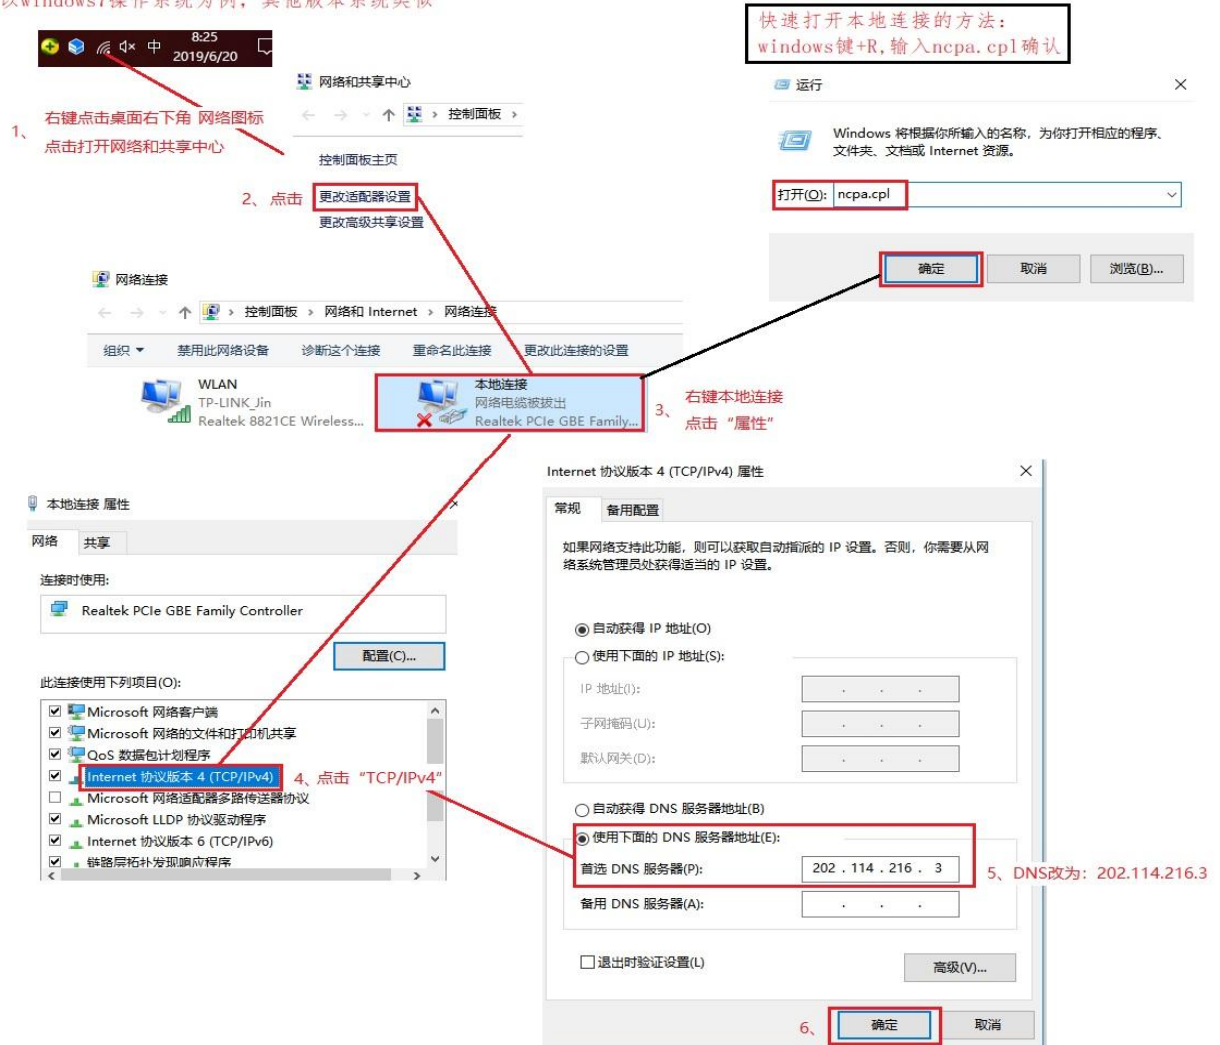 以windows7操作系统为例，其他版本系统类似
快速打开本地连接的方法：
windows键+R,输入ncpa.cpl确认
中
8:25
2019/6/20
1、
右键点击桌面右下角 网络图标
点击打开网络和共享中心
网络和共享中心
控制面板
控制面板主页
2、点击
更改适配器设置
更改高级共享设置
运行
Windows 将根据你所输入的名称，为你打开相应的程序、
文件夹、文档或 Internet 资源。
打开(O):
ncpa.cpl
确定
取消
浏览(B)...
网络连接
控制面板 › 网络和 Internet › 网络连接
组织
禁用此网络设备
诊断这个连接
重命名此连接
更改此连接的设置
WLAN
TP-LINK_Jin
Realtek 8821CE Wireless...
本地连接
网络电缆被拔出
Realtek PCIe GBE Family...
3、
右键本地连接
点击“属性”
本地连接 属性
网络
共享
连接时使用:
Realtek PCIe GBE Family Controller
配置(C)...
此连接使用下列项目(O):
Microsoft 网络客户端
Microsoft 网络的文件和打印机共享
QoS 数据包计划程序
Internet 协议版本 4 (TCP/IPv4)
Microsoft 网络适配器多路传送器协议
Microsoft LLDP 协议驱动程序
Internet 协议版本 6 (TCP/IPv6)
链路层拓扑发现响应程序
4、点击“TCP/IPv4”
Internet 协议版本 4 (TCP/IPv4) 属性
常规
备用配置
如果网络支持此功能，则可以获取自动指派的 IP 设置。否则，你需要从网
络系统管理员处获得适当的 IP 设置。
自动获得 IP 地址(O)
使用下面的 IP 地址(S):
IP 地址(I):
子网掩码(U):
默认网关(D):
自动获得 DNS 服务器地址(B)
使用下面的 DNS 服务器地址(E):
首选 DNS 服务器(P):
202 . 114 . 216 . 3
备用 DNS 服务器(A):
5、DNS改为：202.114.216.3
退出时验证设置(L)
高级(V)...
6、
确定
取消